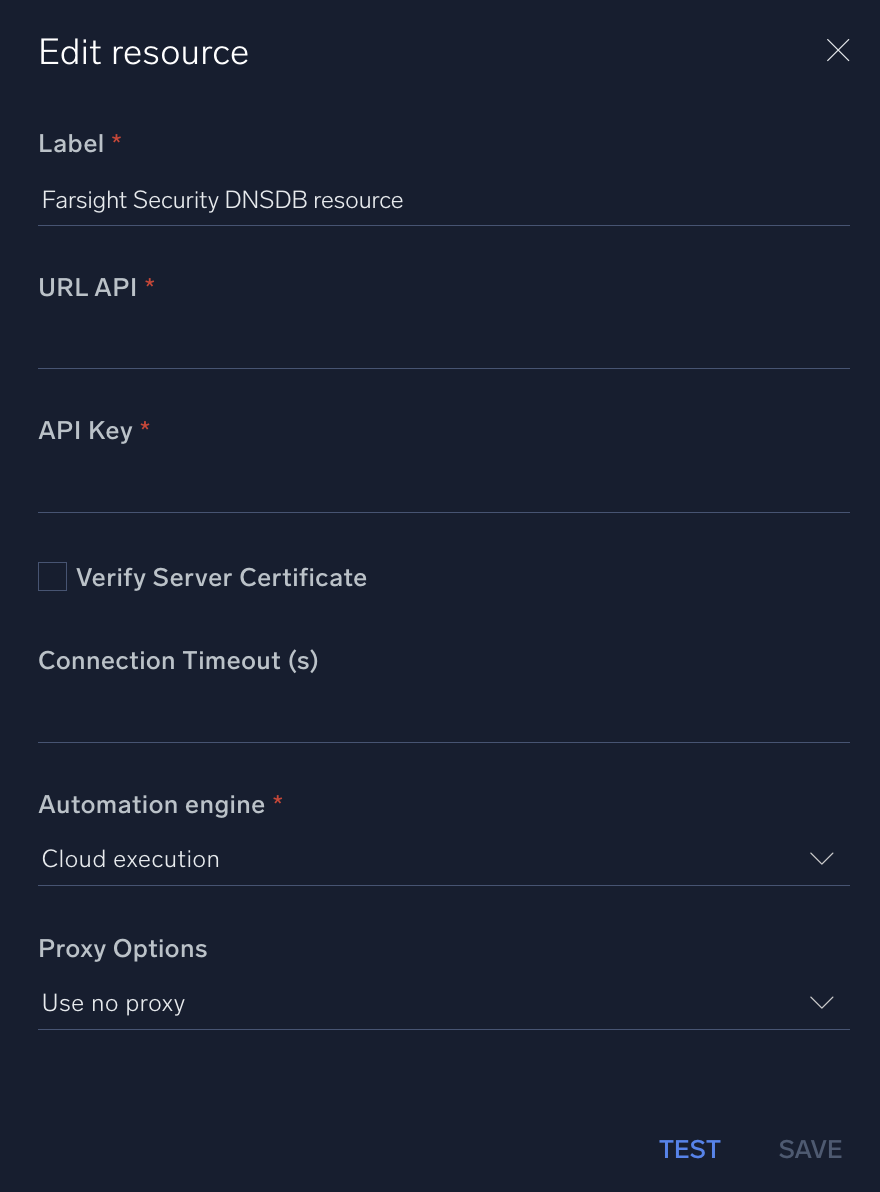 Edit resource
Label *
Farsight Security DNSDB resource
URL API *
API Key *
Verify Server Certificate
Connection Timeout (s)
Automation engine *
Cloud execution
Proxy Options
Use no proxy
TEST SAVE